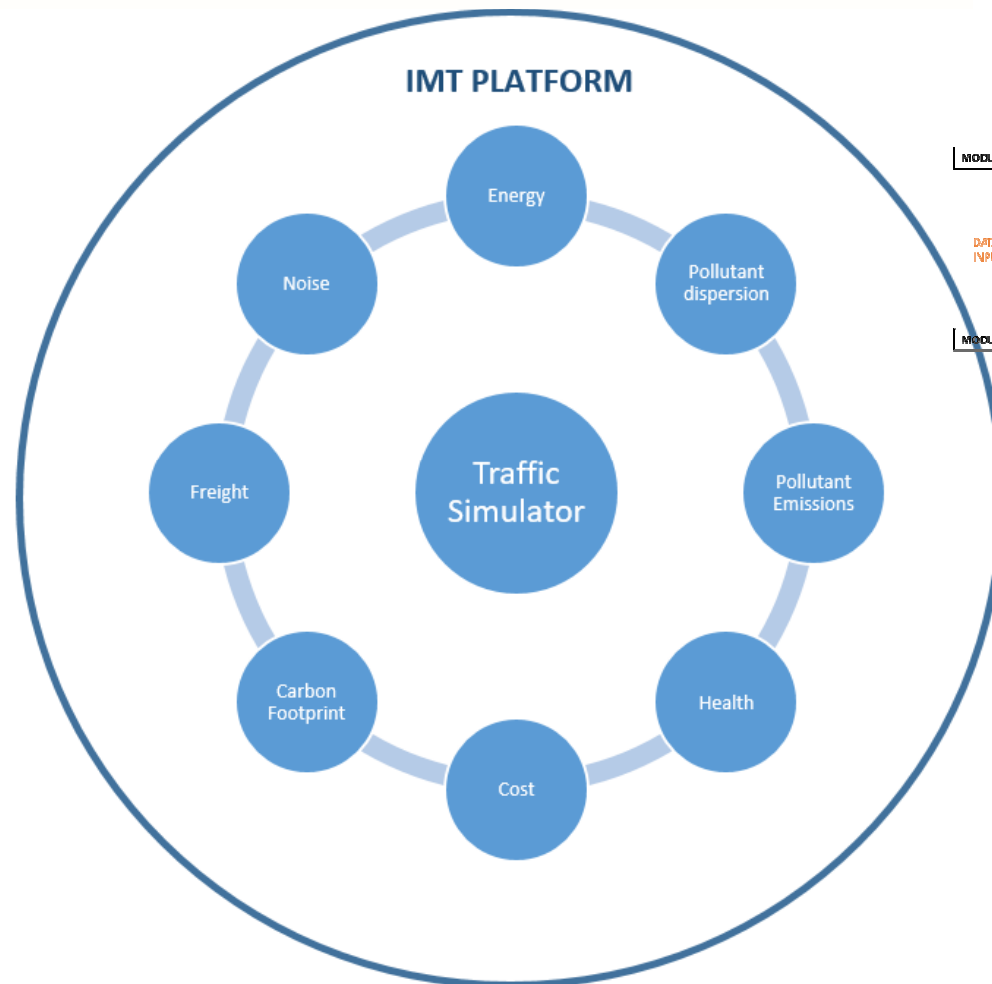 IMT PLATFORM
Energy
Noise
Pollutant
dispersion
Freight
Traffic
Simulator
Pollutant
Emissions
Carbon
Footprint
Health
Cost